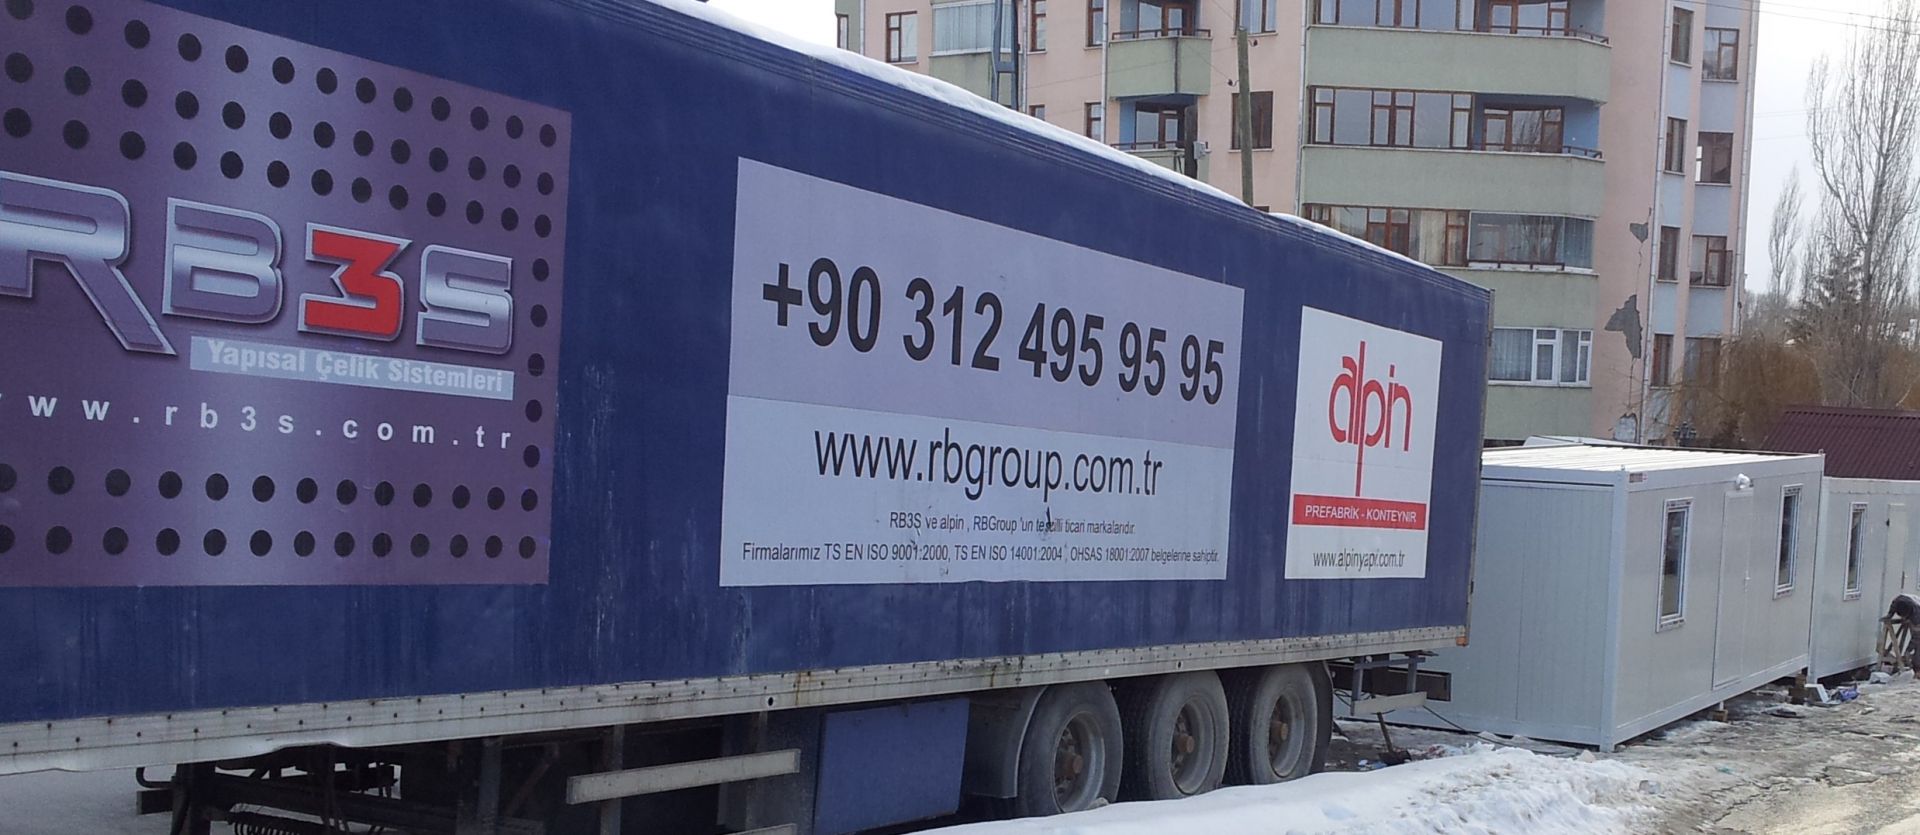 RB3S
Yapısal Çelik Sistemleri
www.rb3s.com.tr
+90 312 495 95 95
www.rbgroup.com.tr
RB3S ve alpin , RBGroup 'un tescilli ticari markalarıdır.
Firmalarımız TS EN ISO 9001:2000, TS EN ISO 14001:2004 , OHSAS 18001:2007 belgelerine sahiptir.
alpin
PREFABRİK - KONTEYNIR
www.alpinyapi.com.tr